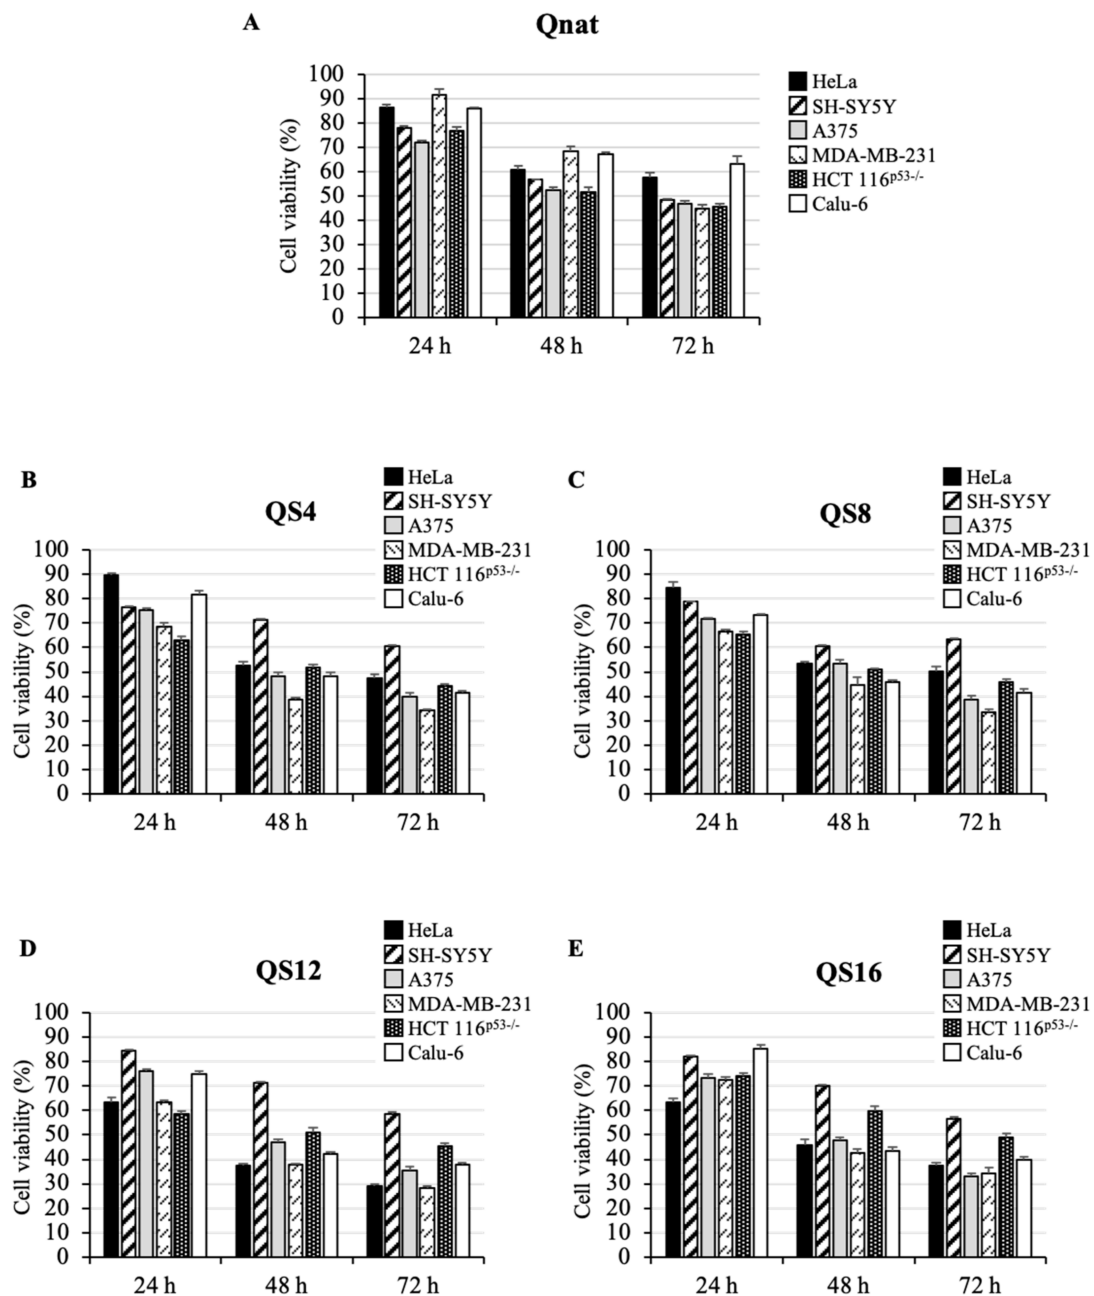 A
Qnat
Cell viability (%)
100
90
80
70
60
50
40
30
20
10
0
24 h
48 h
72 h
HeLa
SH-SY5Y
A375
MDA-MB-231
HCT 116p53-/-
Calu-6
B
QS4
HeLa
SH-SY5Y
A375
MDA-MB-231
HCT 116p53-/-
Calu-6
Cell viability (%)
100
90
80
70
60
50
40
30
20
10
0
24 h
48 h
72 h
C
QS8
HeLa
SH-SY5Y
A375
MDA-MB-231
HCT 116p53-/-
Calu-6
Cell viability (%)
100
90
80
70
60
50
40
30
20
10
0
24 h
48 h
72 h
D
QS12
HeLa
SH-SY5Y
A375
MDA-MB-231
HCT 116p53-/-
Calu-6
Cell viability (%)
100
90
80
70
60
50
40
30
20
10
0
24 h
48 h
72 h
E
QS16
HeLa
SH-SY5Y
A375
MDA-MB-231
HCT 116p53-/-
Calu-6
Cell viability (%)
100
90
80
70
60
50
40
30
20
10
0
24 h
48 h
72 h